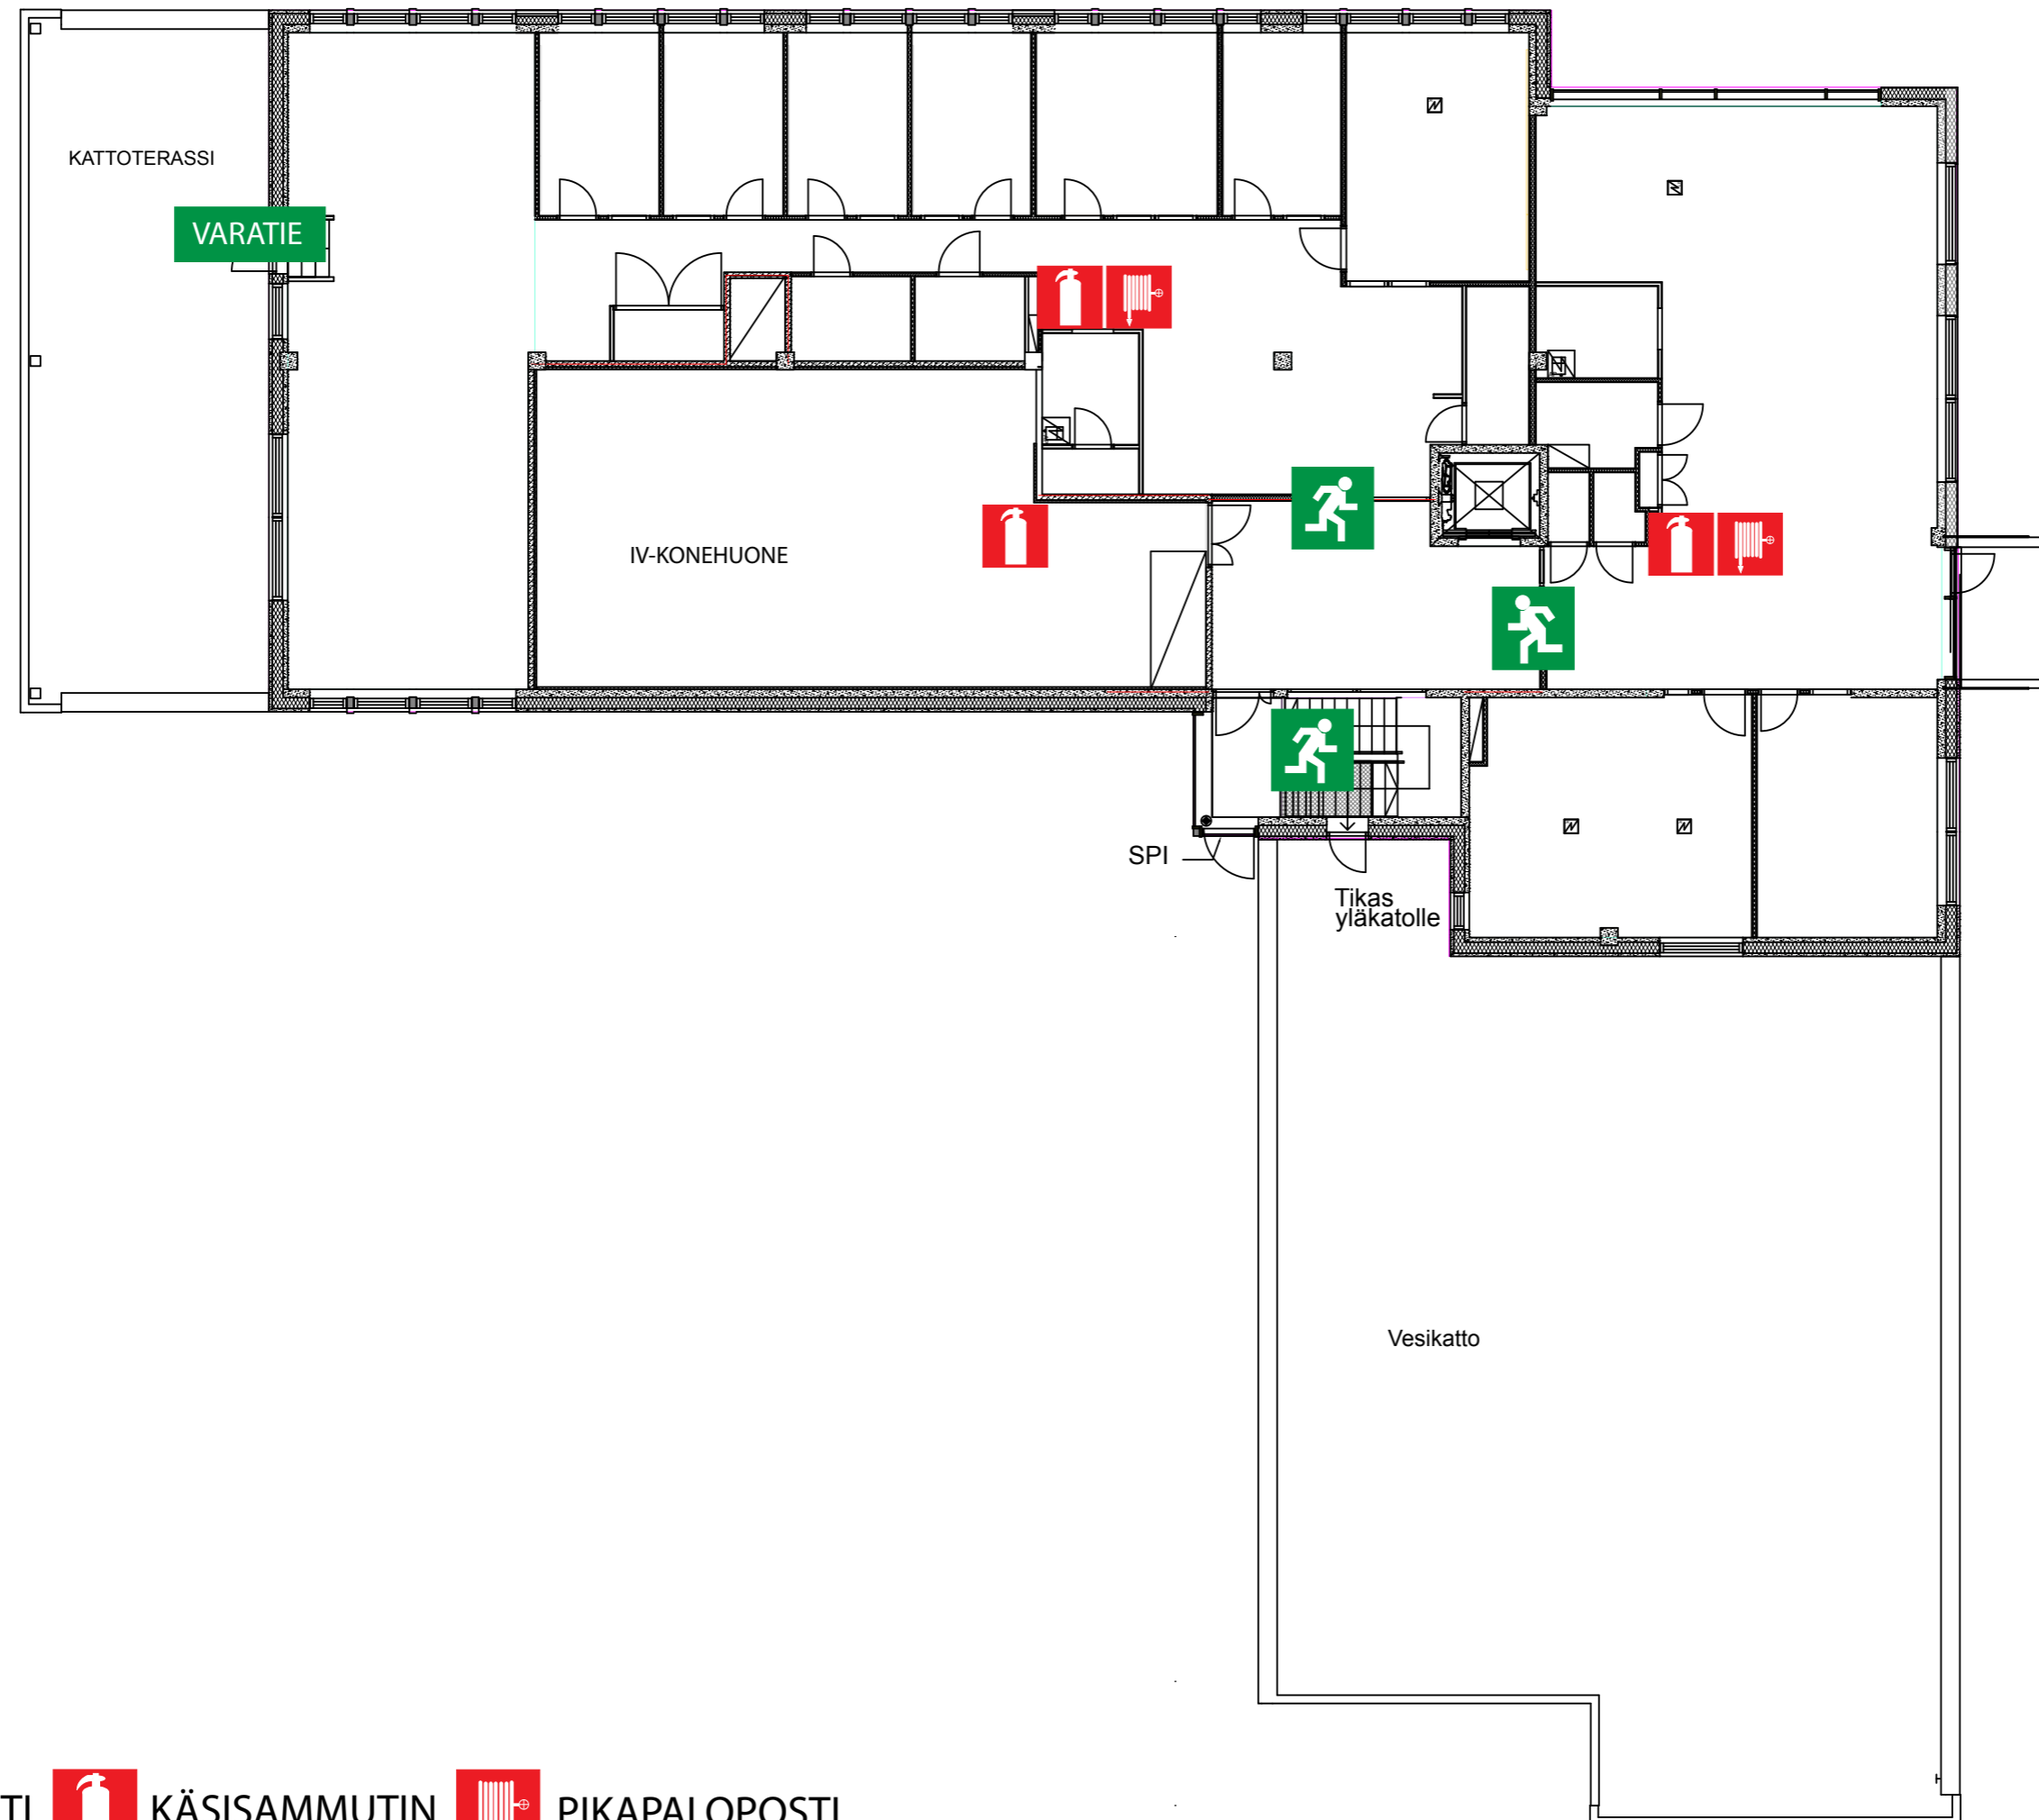 KATTOTERASSI
VARATIE
IV-KONEHUONE
SPI
Tikas
yläkatolle
Vesikatto
KÄSISAMMUTIN PIKAPALOPOSTI